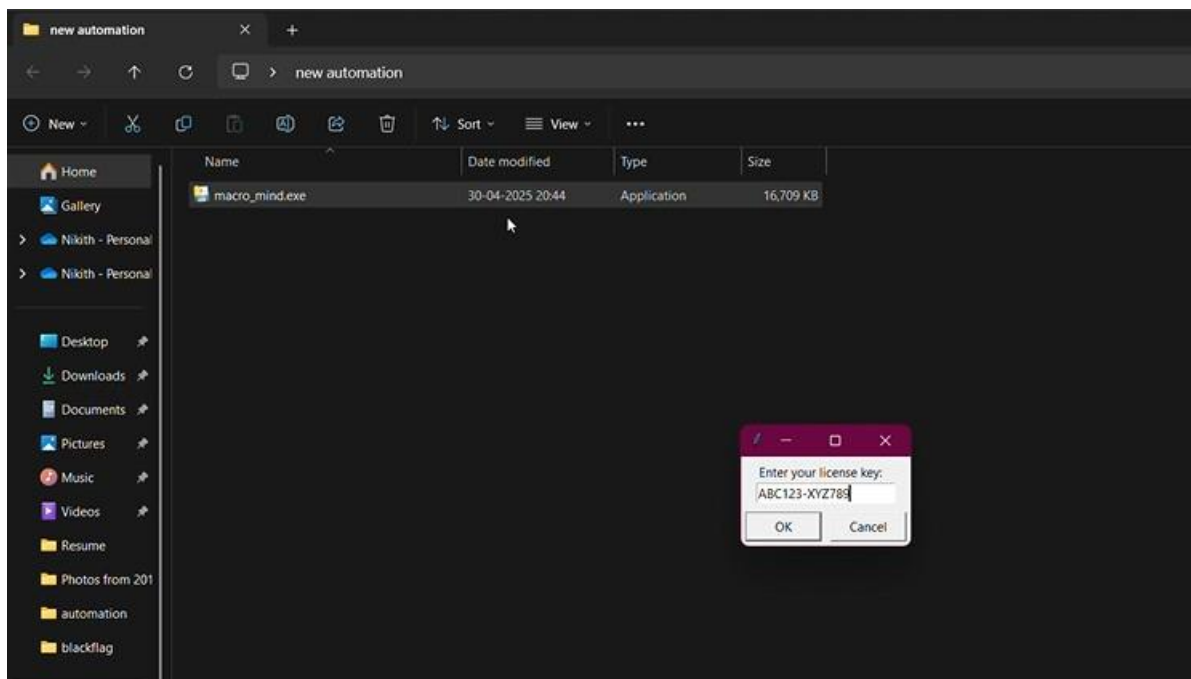 new automation
new automation
New
Sort
View
Name
Date modified
Type
Size
macro_mind.exe
30-04-2025 20:44
Application
16,709 KB
Home
Gallery
Nikith - Personal
Nikith - Personal
Desktop
Downloads
Documents
Pictures
Music
Videos
Resume
Photos from 201
automation
blackflag
Enter your license key:
ABC123-XYZ789
OK
Cancel